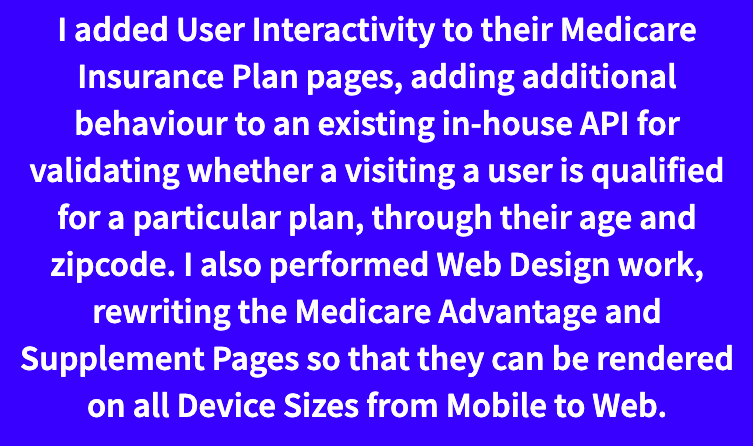 I added User Interactivity to their Medicare
Insurance Plan pages, adding additional
behaviour to an existing in-house API for
validating whether a visiting a user is qualified
for a particular plan, through their age and
zipcode. I also performed Web Design work,
rewriting the Medicare Advantage and
Supplement Pages so that they can be rendered
on all Device Sizes from Mobile to Web.